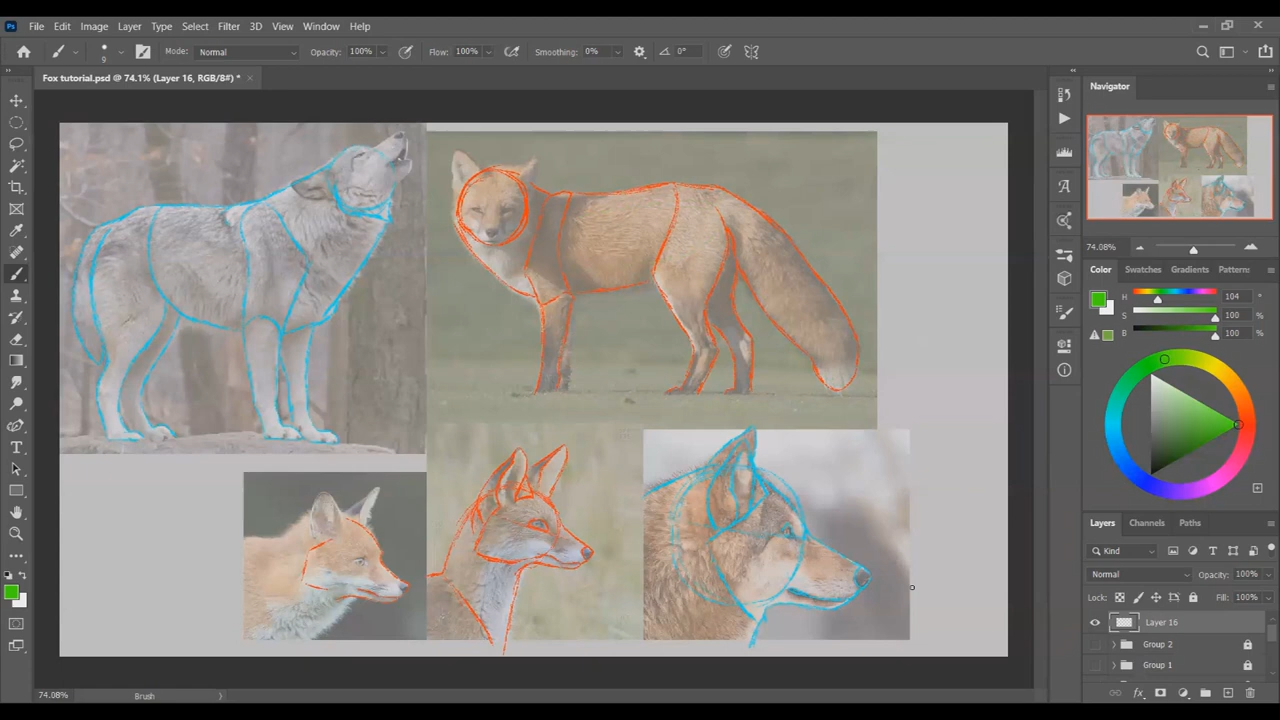 Ps File Edit Image Layer Type Select Filter 3D View Window Help
9 Mode: Normal Opacity: 100% Flow: 100% Smoothing: 0% 0°
Fox tutorial.psd @ 74.1% (Layer 16, RGB/8#) *
Navigator
74.08%
Color Swatches Gradients Patterns
H 104 °
S 100 %
B 100 %
Layers Channels Paths
Kind
Normal Opacity: 100%
Lock: Fill: 100%
Layer 16
Group 2
Group 1
fx
74.08% Brush